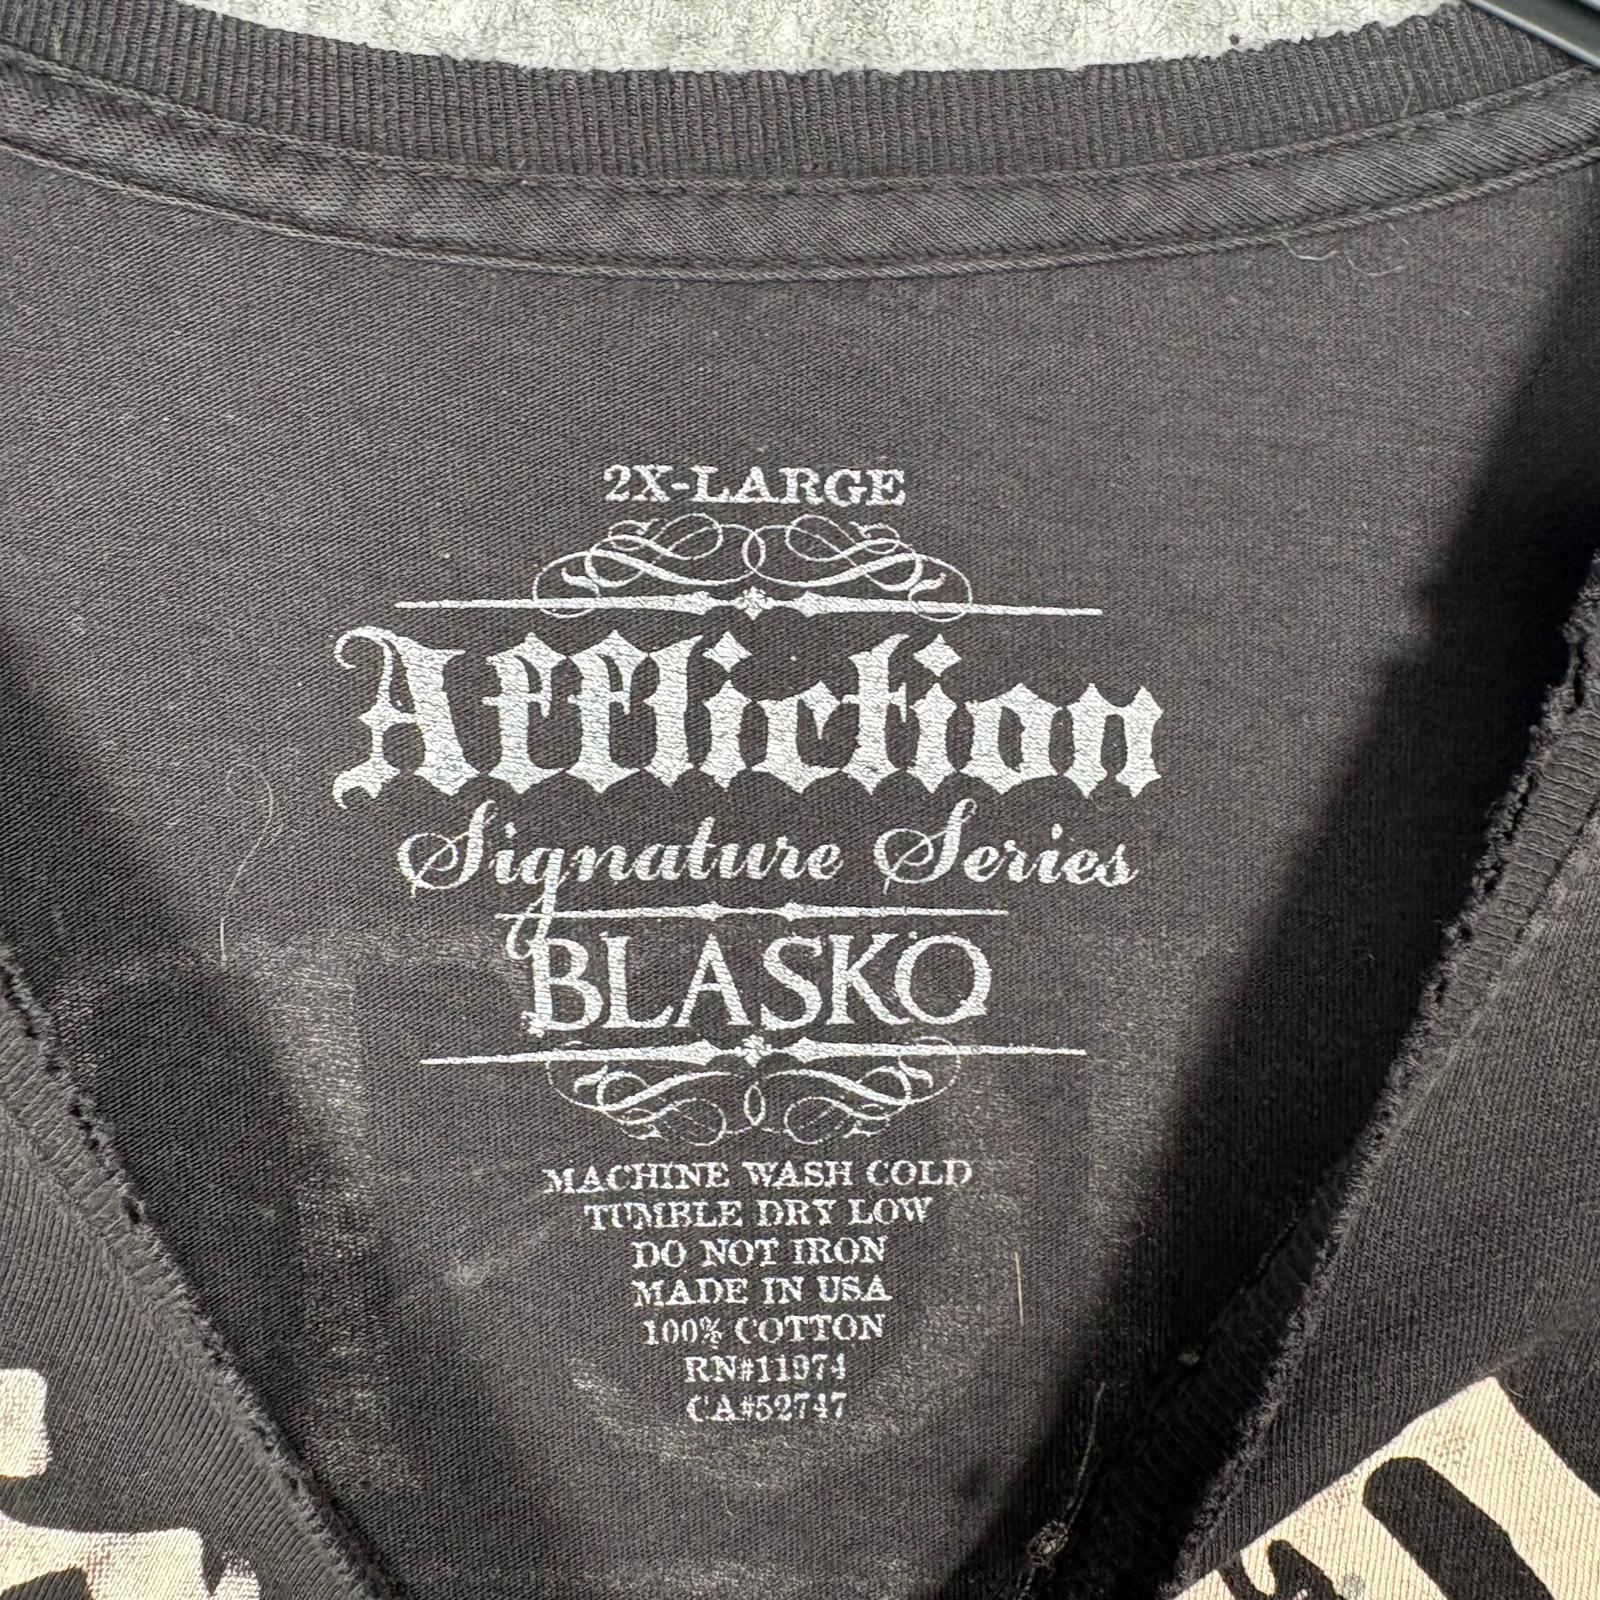 2X-LARGE
Affliction
Signature Series
BLASKO
MACHINE WASH COLD
TUMBLE DRY LOW
DO NOT IRON
MADE IN USA
100% COTTON
RN#11974
CA#52747